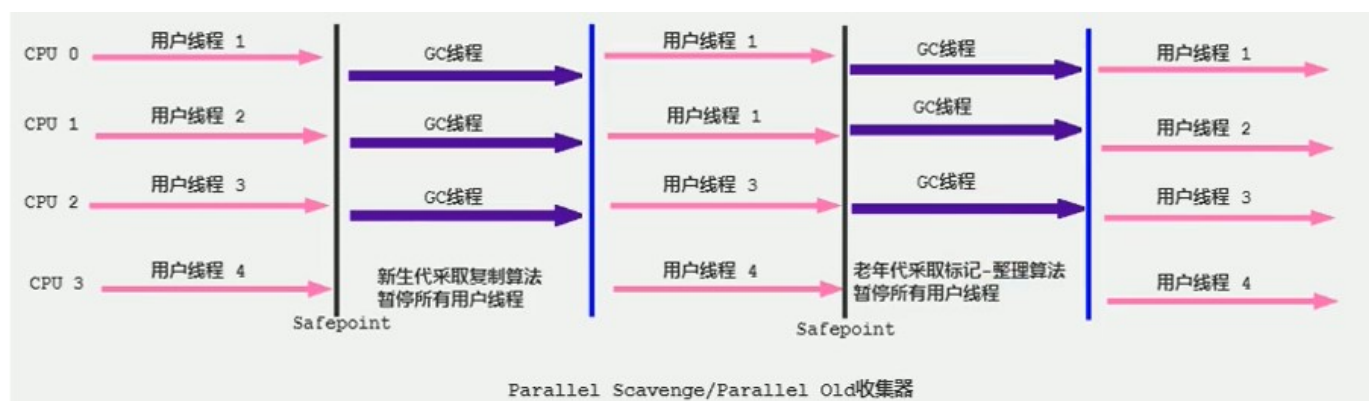 CPU 0
用户线程 1
GC线程
用户线程 1
GC线程
用户线程 1
CPU 1
用户线程 2
GC线程
用户线程 1
GC线程
用户线程 2
CPU 2
用户线程 3
GC线程
用户线程 3
GC线程
用户线程 3
CPU 3
用户线程 4
新生代采取复制算法
暂停所有用户线程
用户线程 4
老年代采取标记-整理算法
暂停所有用户线程
用户线程 4
Safepoint
Safepoint
Parallel Scavenge/Parallel Old收集器